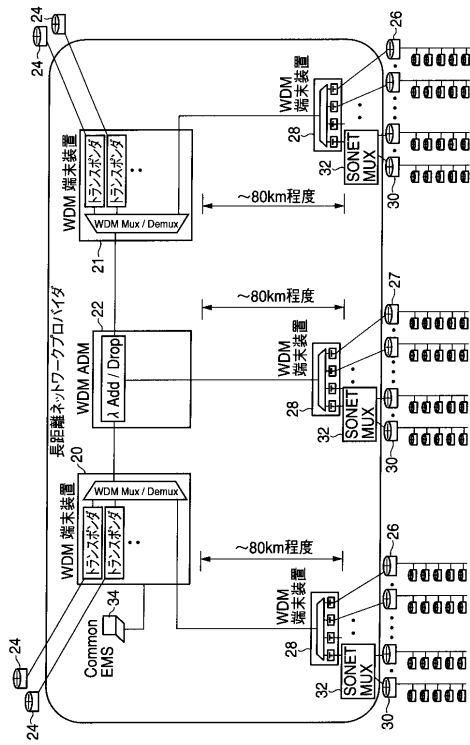 長距離ネットワークプロバイダ
24
24
24
24
WDM 端末装置
20
トランスポンダ
トランスポンダ
WDM Mux / Demux
Common
EMS
34
WDM ADM
22
λ Add / Drop
WDM 端末装置
21
WDM Mux / Demux
トランスポンダ
トランスポンダ
~80km程度
~80km程度
~80km程度
WDM
端末装置
28
32
SONET
MUX
30
26
WDM
端末装置
28
32
SONET
MUX
30
27
WDM
端末装置
28
32
SONET
MUX
30
26